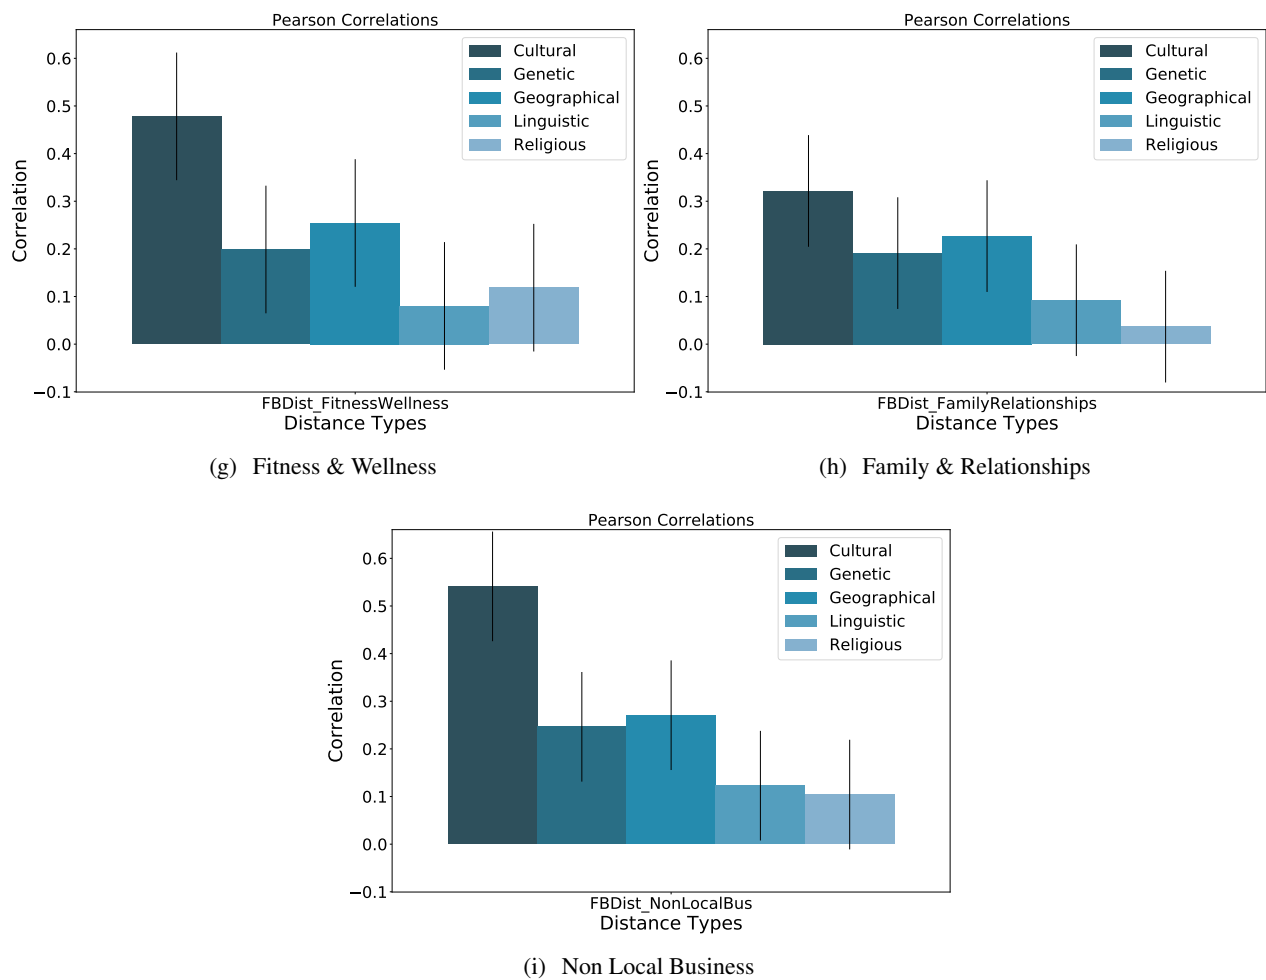 Pearson Correlations
0.6
0.5
0.4
0.3
0.2
0.1
0.0
−0.1
Correlation
Cultural
Genetic
Geographical
Linguistic
Religious
FBDist_FitnessWellness
Distance Types
(g) Fitness & Wellness
Pearson Correlations
0.6
0.5
0.4
0.3
0.2
0.1
0.0
−0.1
Correlation
Cultural
Genetic
Geographical
Linguistic
Religious
FBDist_FamilyRelationships
Distance Types
(h) Family & Relationships
Pearson Correlations
0.6
0.5
0.4
0.3
0.2
0.1
0.0
−0.1
Correlation
Cultural
Genetic
Geographical
Linguistic
Religious
FBDist_NonLocalBus
Distance Types
(i) Non Local Business